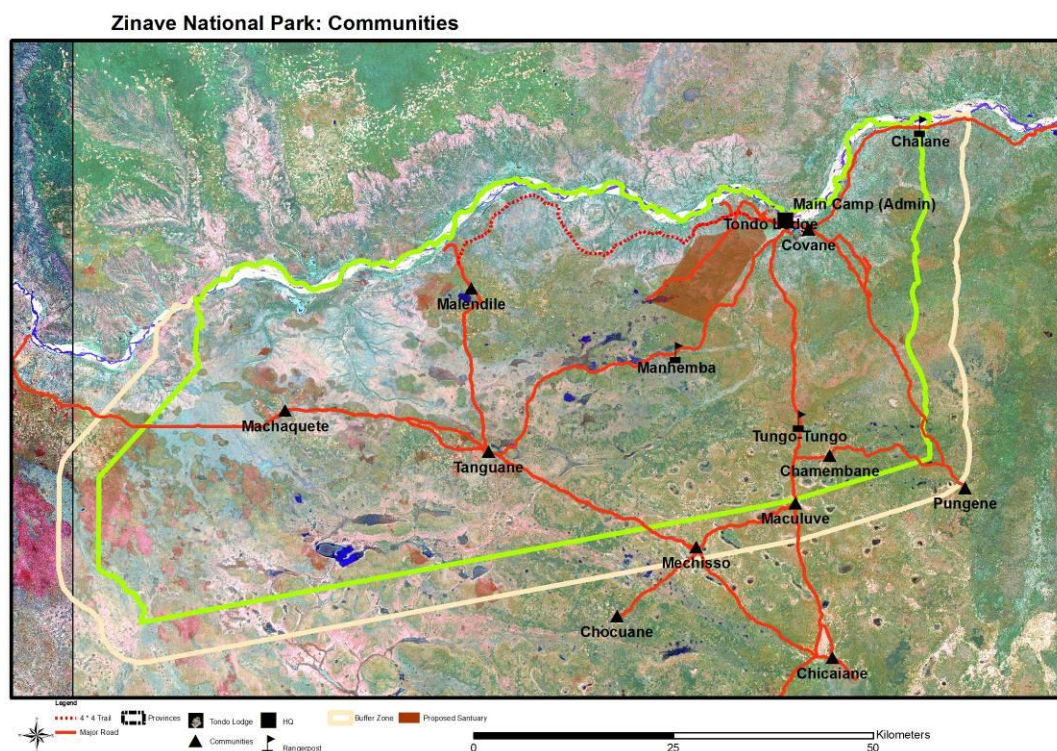 Zinave National Park: Communities
Chalane
Main Camp (Admin)
Tondo Lodge
Covane
Malendile
Manhemba
Machaquete
Tungo-Tungo
Tanguane
Chamembane
Pungene
Maculuve
Mechisso
Chocuane
Chicaiane
Legend
4 * 4 Trail
Provinces
Tondo Lodge
HQ
Buffer Zone
Proposed Santuary
Major Road
Communities
Rangerpost
Kilometers
0 25 50